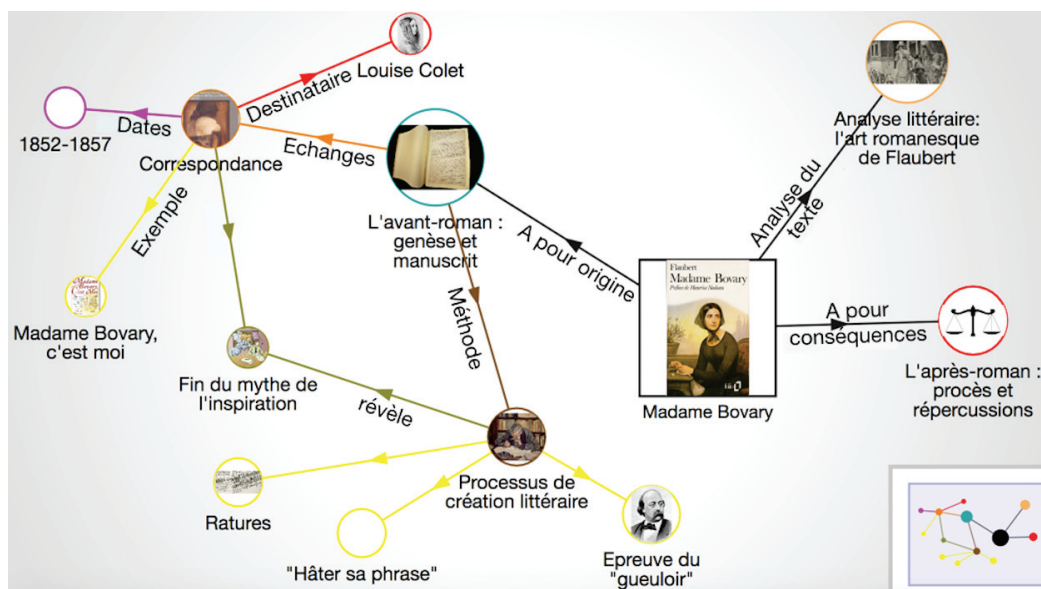 Louise Colet
Destinataire
Dates
1852-1857
Correspondance
Echanges
Exemple
Madame Bovary,
c'est moi
L'avant-roman :
genèse et
manuscrit
A pour origine
Analyse du
texte
Analyse littéraire:
l'art romanesque
de Flaubert
Flaubert
Madame Bovary
Madame Bovary
A pour
conséquences
L'après-roman :
procès et
répercussions
Méthode
Fin du mythe de
l'inspiration
révèle
Processus de
création littéraire
Ratures
"Hâter sa phrase"
Epreuve du
"gueuloir"